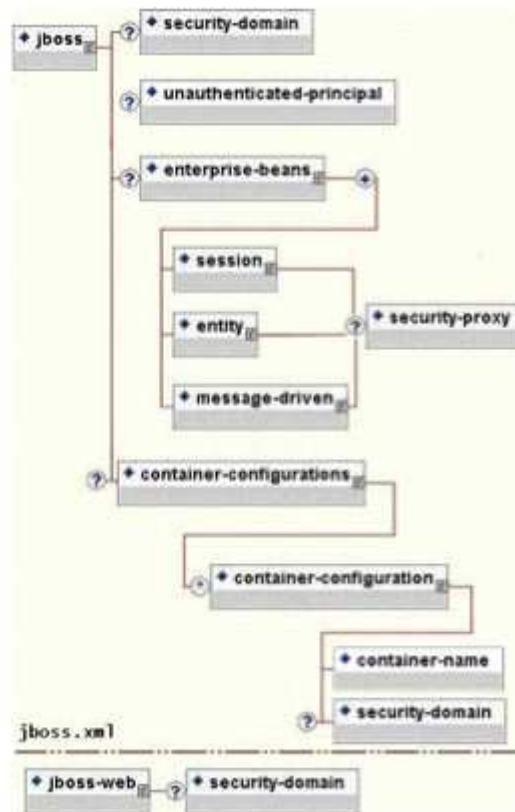 jboss
? security-domain
? unauthenticated-principal
? enterprise-beans
+
session
entity
? security-proxy
message-driven
? container-configurations
container-configuration
container-name
? security-domain
jboss.xml
jboss-web
? security-domain